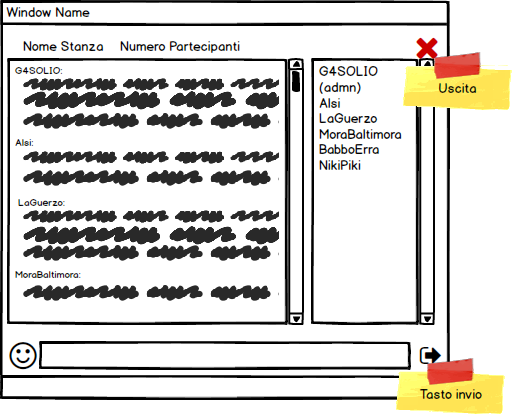 Window Name
Nome Stanza Numero Partecipanti
G4SOLIO:
Alsi:
LaGuerzo:
MoraBaltimora:
G4SOLIO
(admn)
Alsi
LaGuerzo
MoraBaltimora
BabboErra
NikiPiki
Uscita
Tasto invio